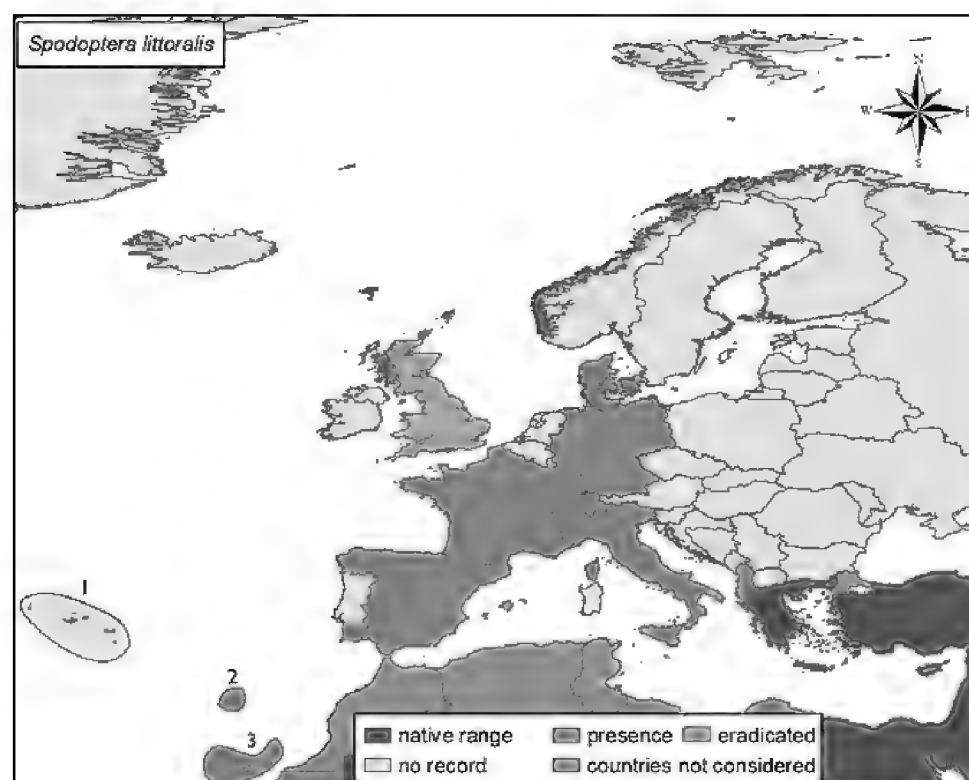 Spodoptera littoralis
N
W E
S
1
2
3
native range presence eradicated
no record countries not considered